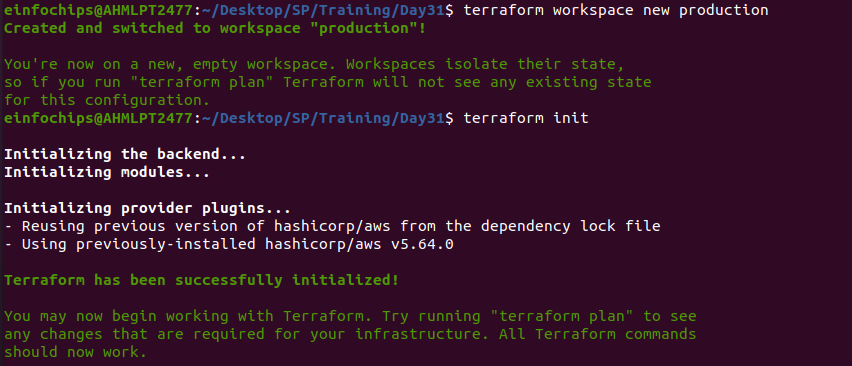 einfochips@AHMLPT2477:~/Desktop/SP/Training/Day31$ terraform workspace new production
Created and switched to workspace "production"!

You're now on a new, empty workspace. Workspaces isolate their state,
so if you run "terraform plan" Terraform will not see any existing state
for this configuration.
einfochips@AHMLPT2477:~/Desktop/SP/Training/Day31$ terraform init

Initializing the backend...
Initializing modules...

Initializing provider plugins...
- Reusing previous version of hashicorp/aws from the dependency lock file
- Using previously-installed hashicorp/aws v5.64.0

Terraform has been successfully initialized!

You may now begin working with Terraform. Try running "terraform plan" to see
any changes that are required for your infrastructure. All Terraform commands
should now work.